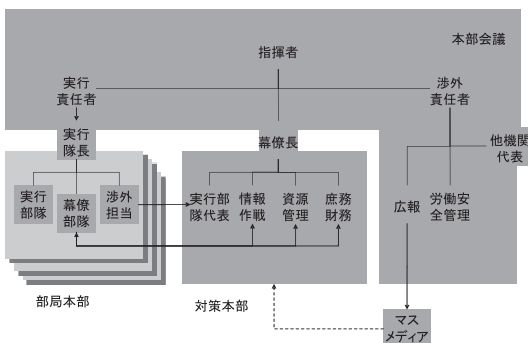 本部会議
指揮者
実行
責任者
渉外
責任者
実行
隊長
幕僚長
他機関
代表
実行
部隊
幕僚
部隊
渉外
担当
実行部
隊代表
情報
作戦
資源
管理
庶務
財務
広報
労働安
全管理
部局本部
対策本部
マス
メディア